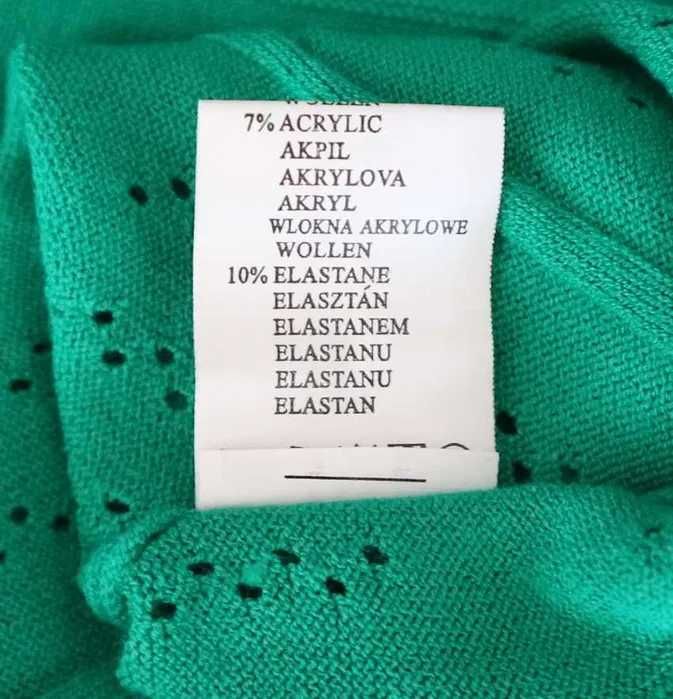 7% ACRYLIC
AKPIL
AKRYLOVA
AKRYL
WLOKNA AKRYLOWE
WOLLEN
10% ELASTANE
ELASZTÁN
ELASTANEM
ELASTANU
ELASTANU
ELASTAN